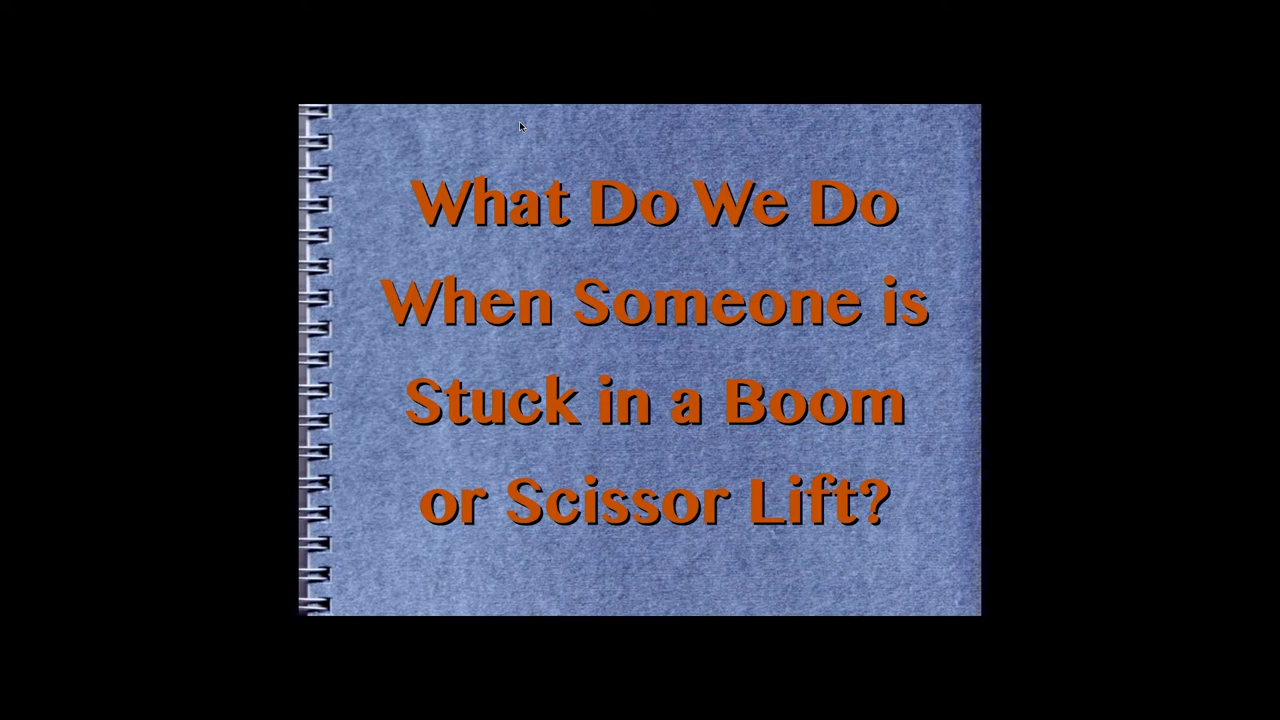 What Do We Do
When Someone is
Stuck in a Boom
or Scissor Lift?